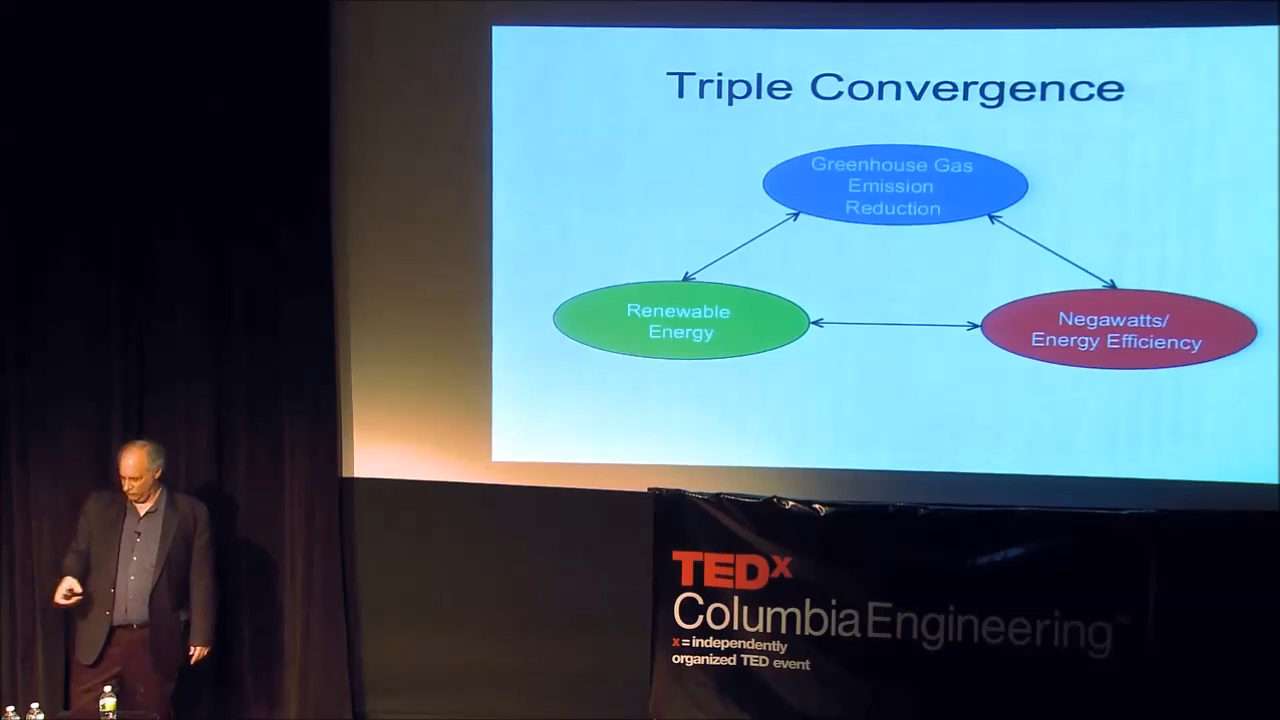 Triple Convergence
Greenhouse Gas
Emission
Reduction
Renewable
Energy
Negawatts/
Energy Efficiency
TEDx
ColumbiaEngineering
x = independently
organized TED event